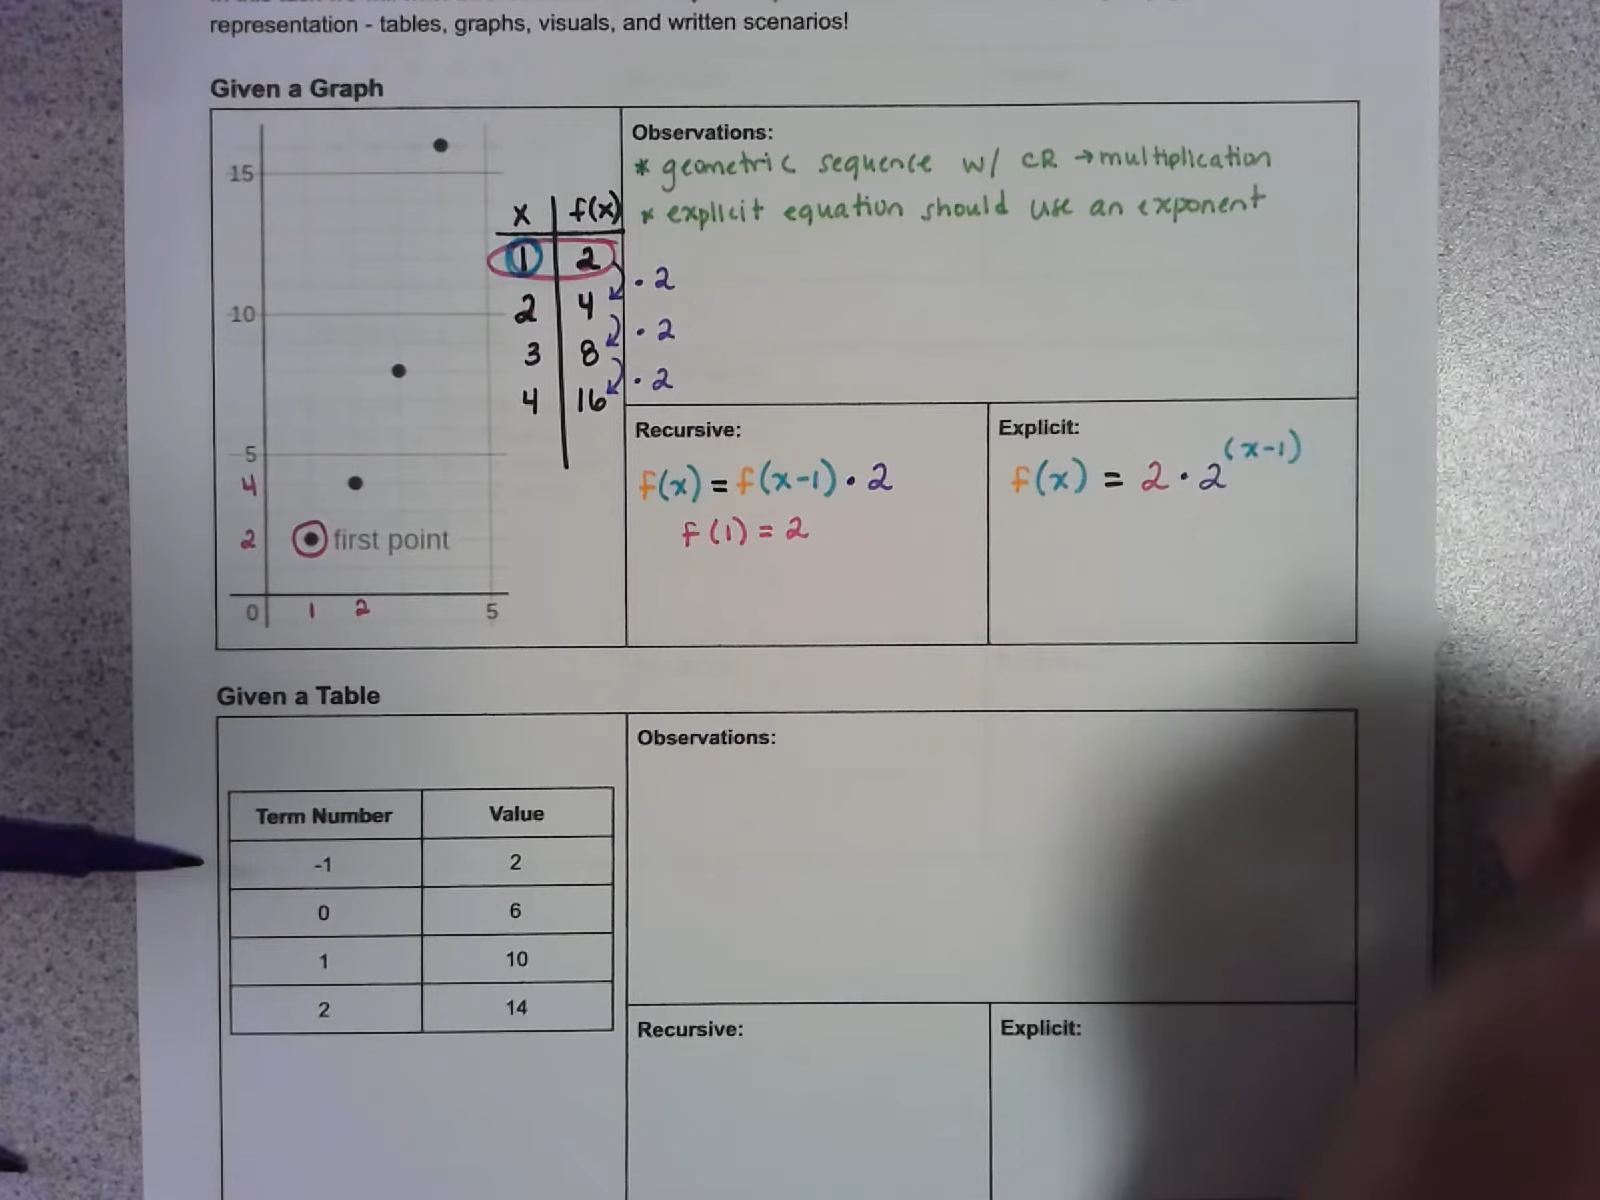 representation - tables, graphs, visuals, and written scenarios!
Given a Graph
15
10
5
4
2
first point
0 1 2 5
x f(x)
1 2
2 4
3 8
4 16
· 2
· 2
· 2
Observations:
* geometric sequence w/ CR → multiplication
* explicit equation should use an exponent
Recursive:
f(x) = f(x-1) · 2
f(1) = 2
Explicit:
f(x) = 2 · 2^(x-1)
Given a Table
Term Number Value
-1 2
0 6
1 10
2 14
Observations:
Recursive:
Explicit: